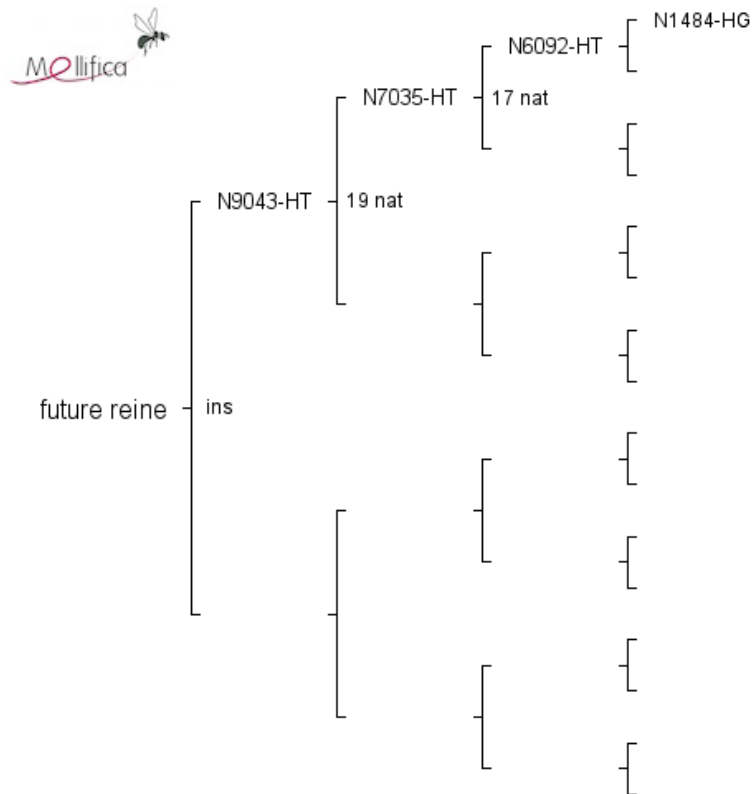 Mellifica
N1484-HG
N6092-HT
N7035-HT
17 nat
N9043-HT
19 nat
future reine
ins